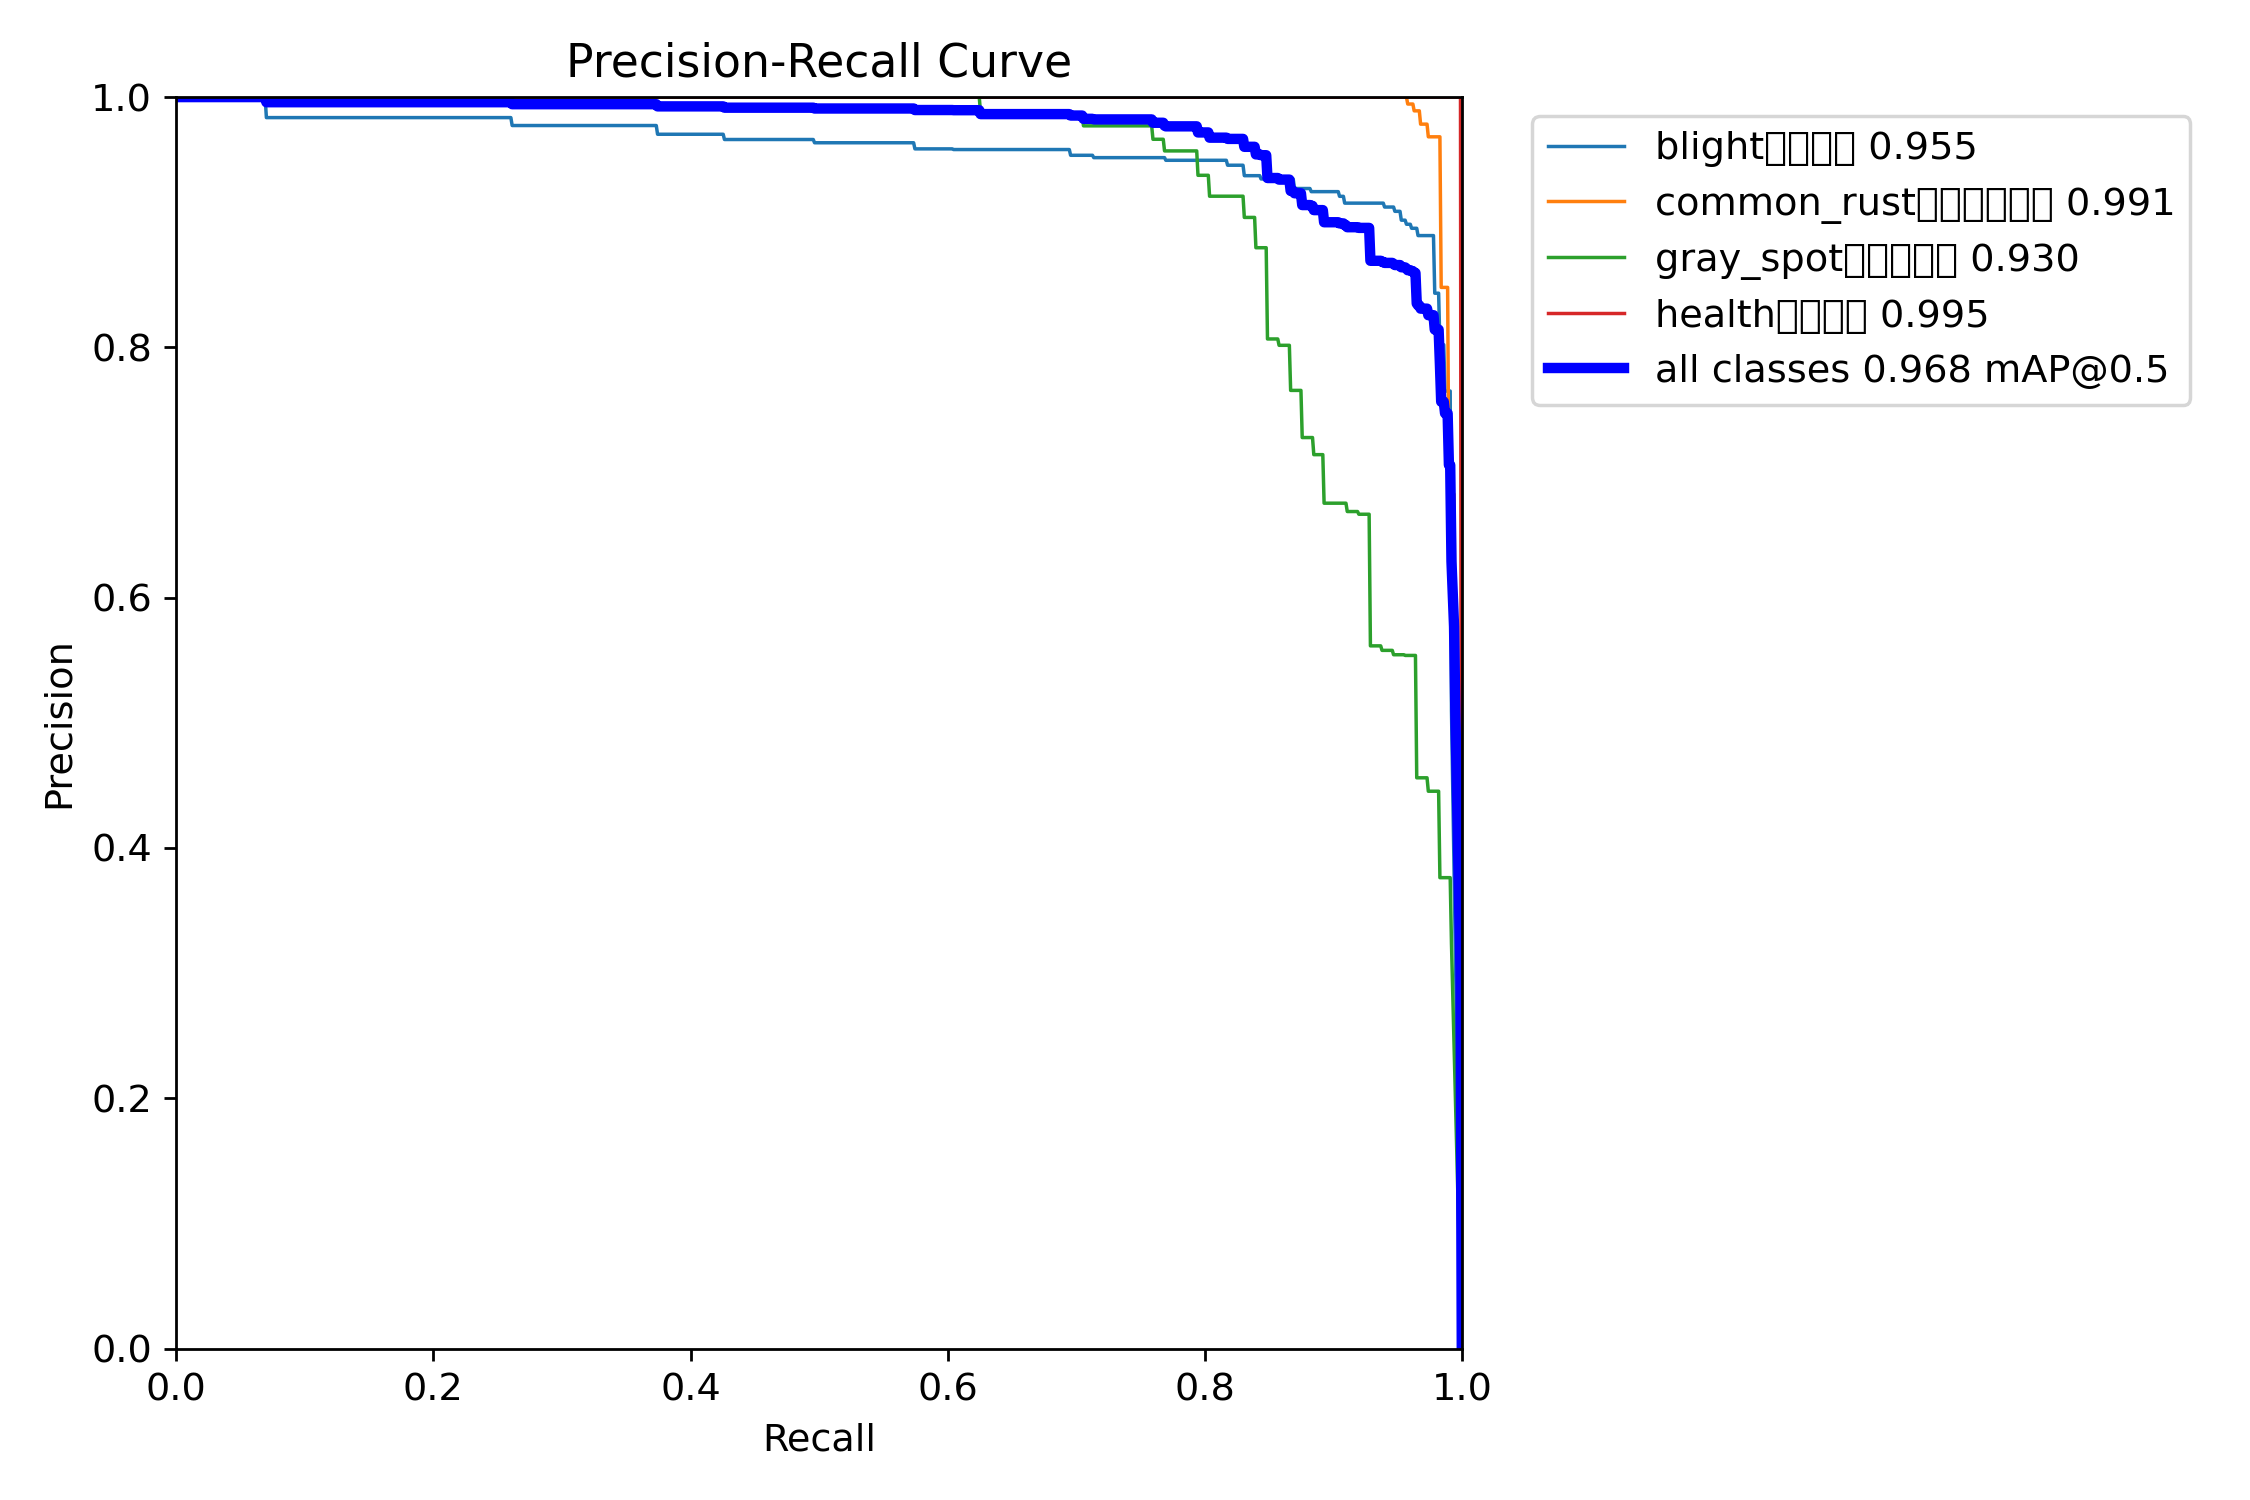 Precision-Recall Curve
1.0
0.8
0.6
0.4
0.2
0.0
Precision
0.0 0.2 0.4 0.6 0.8 1.0
Recall
blight□□□□ 0.955
common_rust□□□□□□ 0.991
gray_spot□□□□□ 0.930
health□□□□ 0.995
all classes 0.968 mAP@0.5